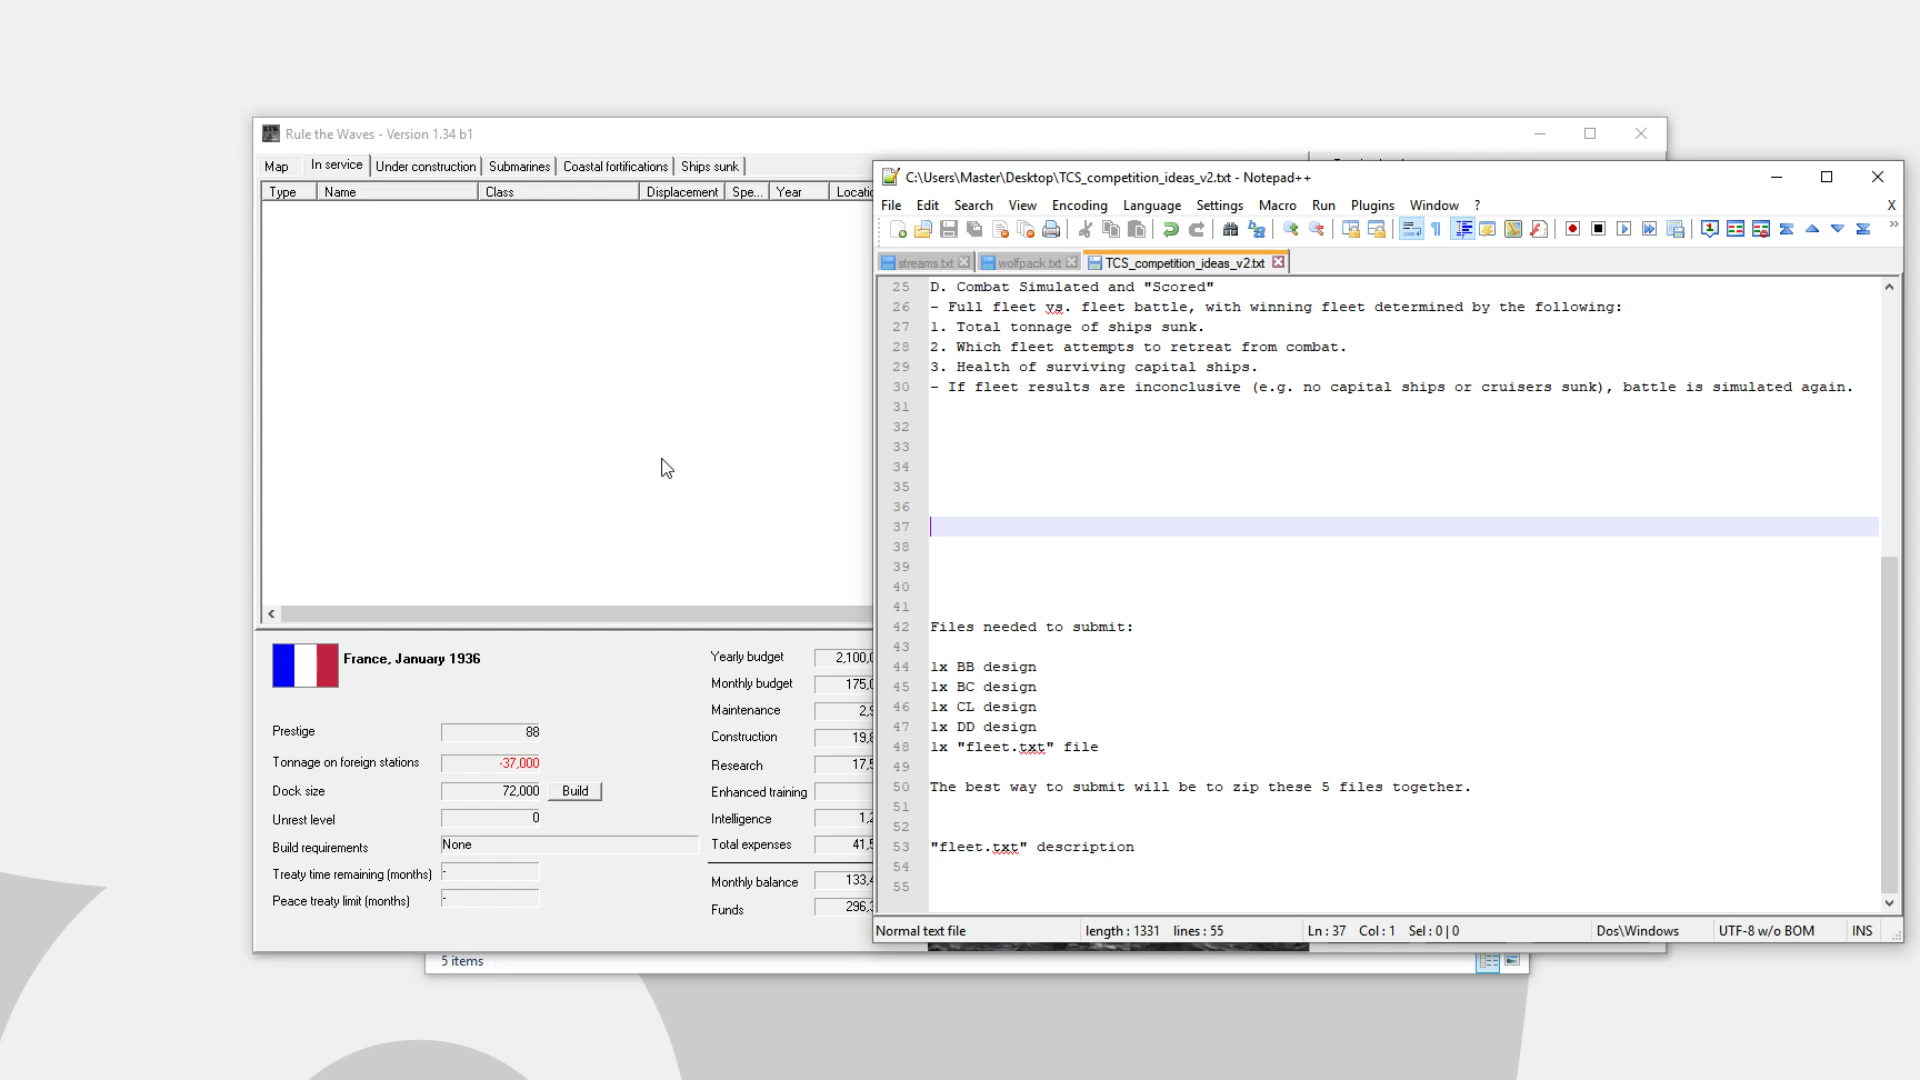 Rule the Waves - Version 1.34 b1
Map
In service
Under construction
Submarines
Coastal fortifications
Ships sunk
Type
Name
Class
Displacement
Spe...
Year
France, January 1936
Prestige
88
Tonnage on foreign stations
-37,000
Dock size
72,000
Build
Unrest level
0
Build requirements
None
Treaty time remaining (months)
-
Peace treaty limit (months)
-
Yearly budget
Monthly budget
Maintenance
Construction
Research
Enhanced training
Intelligence
Total expenses
Monthly balance
Funds
5 items
C:\Users\Master\Desktop\TCS_competition_ideas_v2.txt - Notepad++
File Edit Search View Encoding Language Settings Macro Run Plugins Window ?
X
streams.txt
wolfpack.txt
TCS_competition_ideas_v2.txt
25 D. Combat Simulated and "Scored"
26 - Full fleet vs. fleet battle, with winning fleet determined by the following:
27 1. Total tonnage of ships sunk.
28 2. Which fleet attempts to retreat from combat.
29 3. Health of surviving capital ships.
30 - If fleet results are inconclusive (e.g. no capital ships or cruisers sunk), battle is simulated again.
31
32
33
34
35
36
37
38
39
40
41
42 Files needed to submit:
43
44 1x BB design
45 1x BC design
46 1x CL design
47 1x DD design
48 1x "fleet.txt" file
49
50 The best way to submit will be to zip these 5 files together.
51
52
53 "fleet.txt" description
54
55
Normal text file
length : 1331 lines : 55
Ln : 37 Col : 1 Sel : 0 | 0
Dos\Windows
UTF-8 w/o BOM
INS